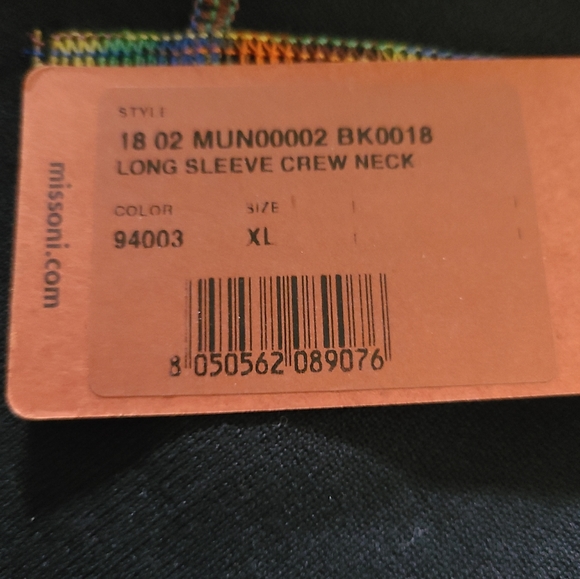 STYLE
18 02 MUN00002 BK0018
LONG SLEEVE CREW NECK
COLOR SIZE
94003 XL
8 050562 089076
missoni.com